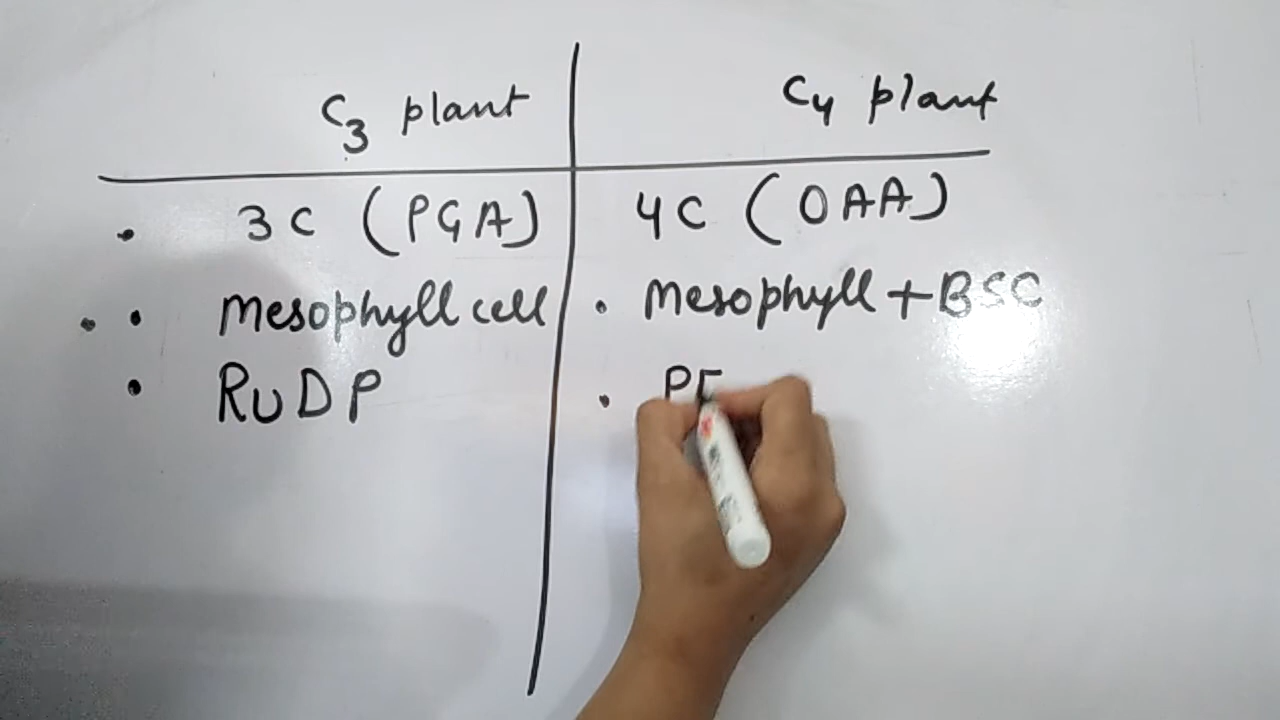 C3 plant C4 plant
• 3C (PGA) 4C (OAA)
• • Mesophyll cell • Mesophyll + BSC
• RuDP • PE